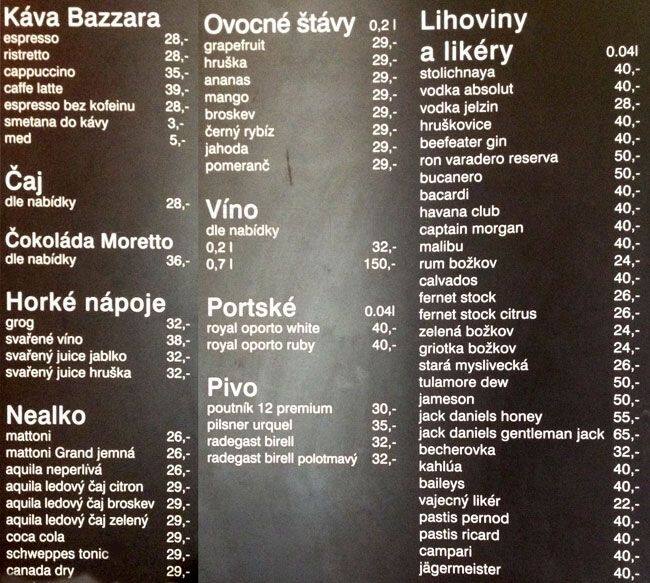 Káva Bazzara
espresso 28,-
ristretto 28,-
cappuccino 35,-
caffe latte 39,-
espresso bez kofeinu 28,-
smetana do kávy 3,-
med 5,-
Čaj
dle nabídky 28,-
Čokoláda Moretto
dle nabídky 36,-
Horké nápoje
grog 32,-
svařené víno 38,-
svařený juice jablko 32,-
svařený juice hruška 32,-
Nealko
mattoni 26,-
mattoni Grand jemná 26,-
aquila neperlívá 26,-
aquila ledový čaj citron 29,-
aquila ledový čaj broskev 29,-
aquila ledový čaj zelený 29,-
coca cola 29,-
schweppes tonic 29,-
canada dry 29,-
Ovocné štávy 0,2 l
grapefruit 29,-
hruška 29,-
ananas 29,-
mango 29,-
broskev 29,-
černý rybíz 29,-
jahoda 29,-
pomeranč 29,-
Víno
dle nabídky
0,2 l 32,-
0,7 l 150,-
Portské 0.04l
royal oporto white 40,-
royal oporto ruby 40,-
Pivo
poutník 12 premium 30,-
pilsner urquel 35,-
radegast birell 32,-
radegast birell polotmavý 32,-
Lihoviny
a likéry 0.04l
stolichnaya 40,-
vodka absolut 40,-
vodka jelzin 28,-
hruškovice 40,-
beefeater gin 40,-
ron varadero reserva 50,-
bucanero 50,-
bacardi 40,-
havana club 40,-
captain morgan 40,-
malibu 40,-
rum božkov 24,-
calvados 40,-
fernet stock 26,-
fernet stock citrus 26,-
zelená božkov 24,-
griotka božkov 24,-
stará myslivecká 26,-
tulamore dew 50,-
jameson 50,-
jack daniels honey 55,-
jack daniels gentleman jack 65,-
becherovka 32,-
kahlúa 40,-
baileys 40,-
vajecný likér 22,-
pastis pernod 40,-
pastis ricard 40,-
campari 40,-
jägermeister 40,-